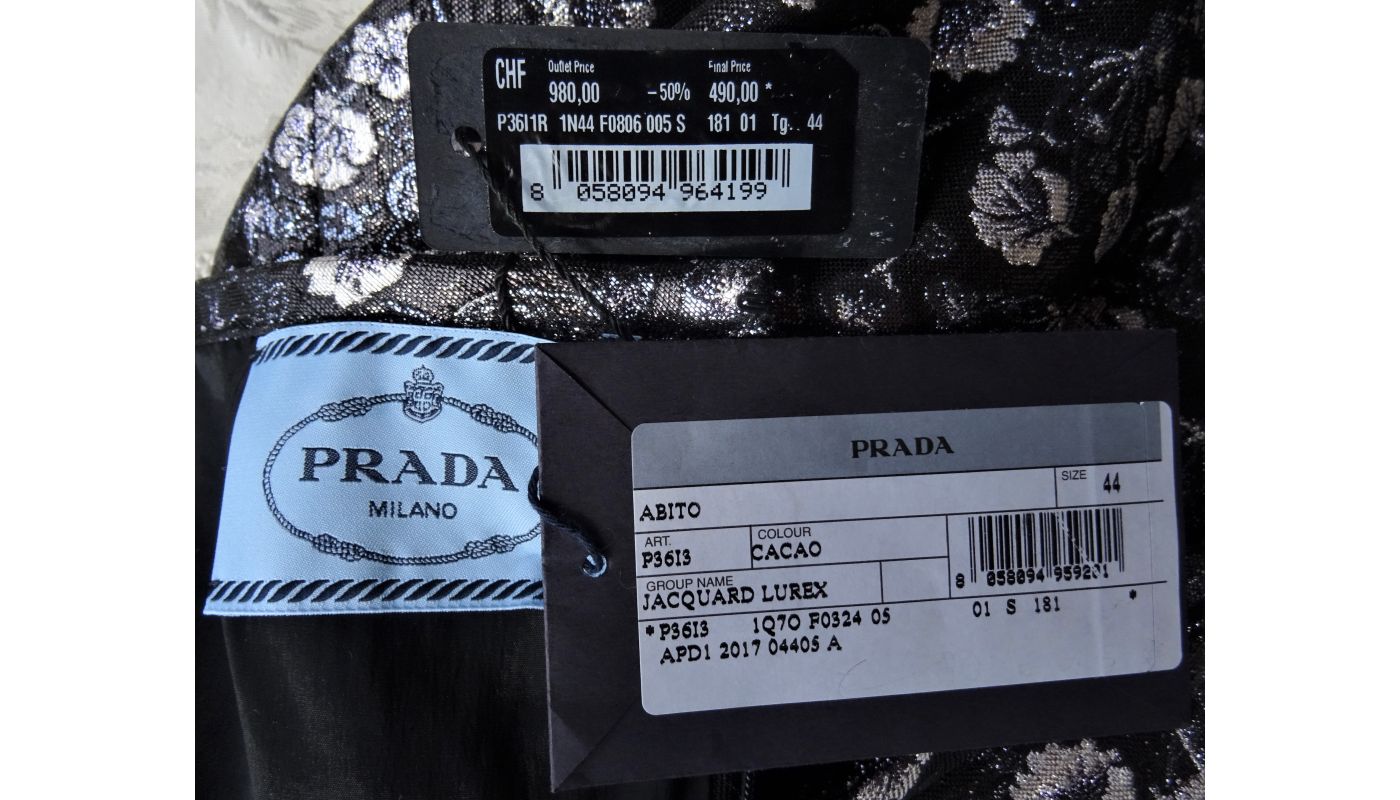 CHF Outlet Price Final Price
980,00 -50% 490,00 *
P36I1R 1N44 F0806 005 S 181 01 Tg.. 44
8 058094 964199
PRADA
MILANO
PRADA
ABITO SIZE 44
ART. COLOUR
P36I3 CACAO
GROUP NAME
JACQUARD LUREX
8 058094
* P36I3 1Q70 F0324 05 01 S 181 *
APD1 2017 04405 A